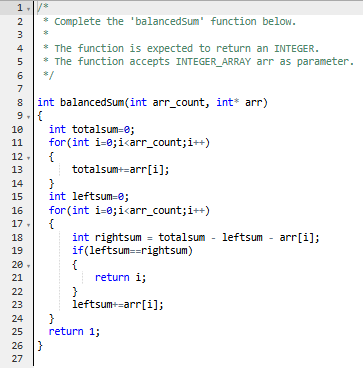 1 /*
2  * Complete the 'balancedSum' function below.
3  *
4  * The function is expected to return an INTEGER.
5  * The function accepts INTEGER_ARRAY arr as parameter.
6  */
7
8 int balancedSum(int arr_count, int* arr)
9 {
10   int totalsum=0;
11   for(int i=0;i<arr_count;i++)
12   {
13       totalsum+=arr[i];
14   }
15   int leftsum=0;
16   for(int i=0;i<arr_count;i++)
17   {
18       int rightsum = totalsum - leftsum - arr[i];
19       if(leftsum==rightsum)
20       {
21           return i;
22       }
23       leftsum+=arr[i];
24   }
25   return 1;
26 }
27